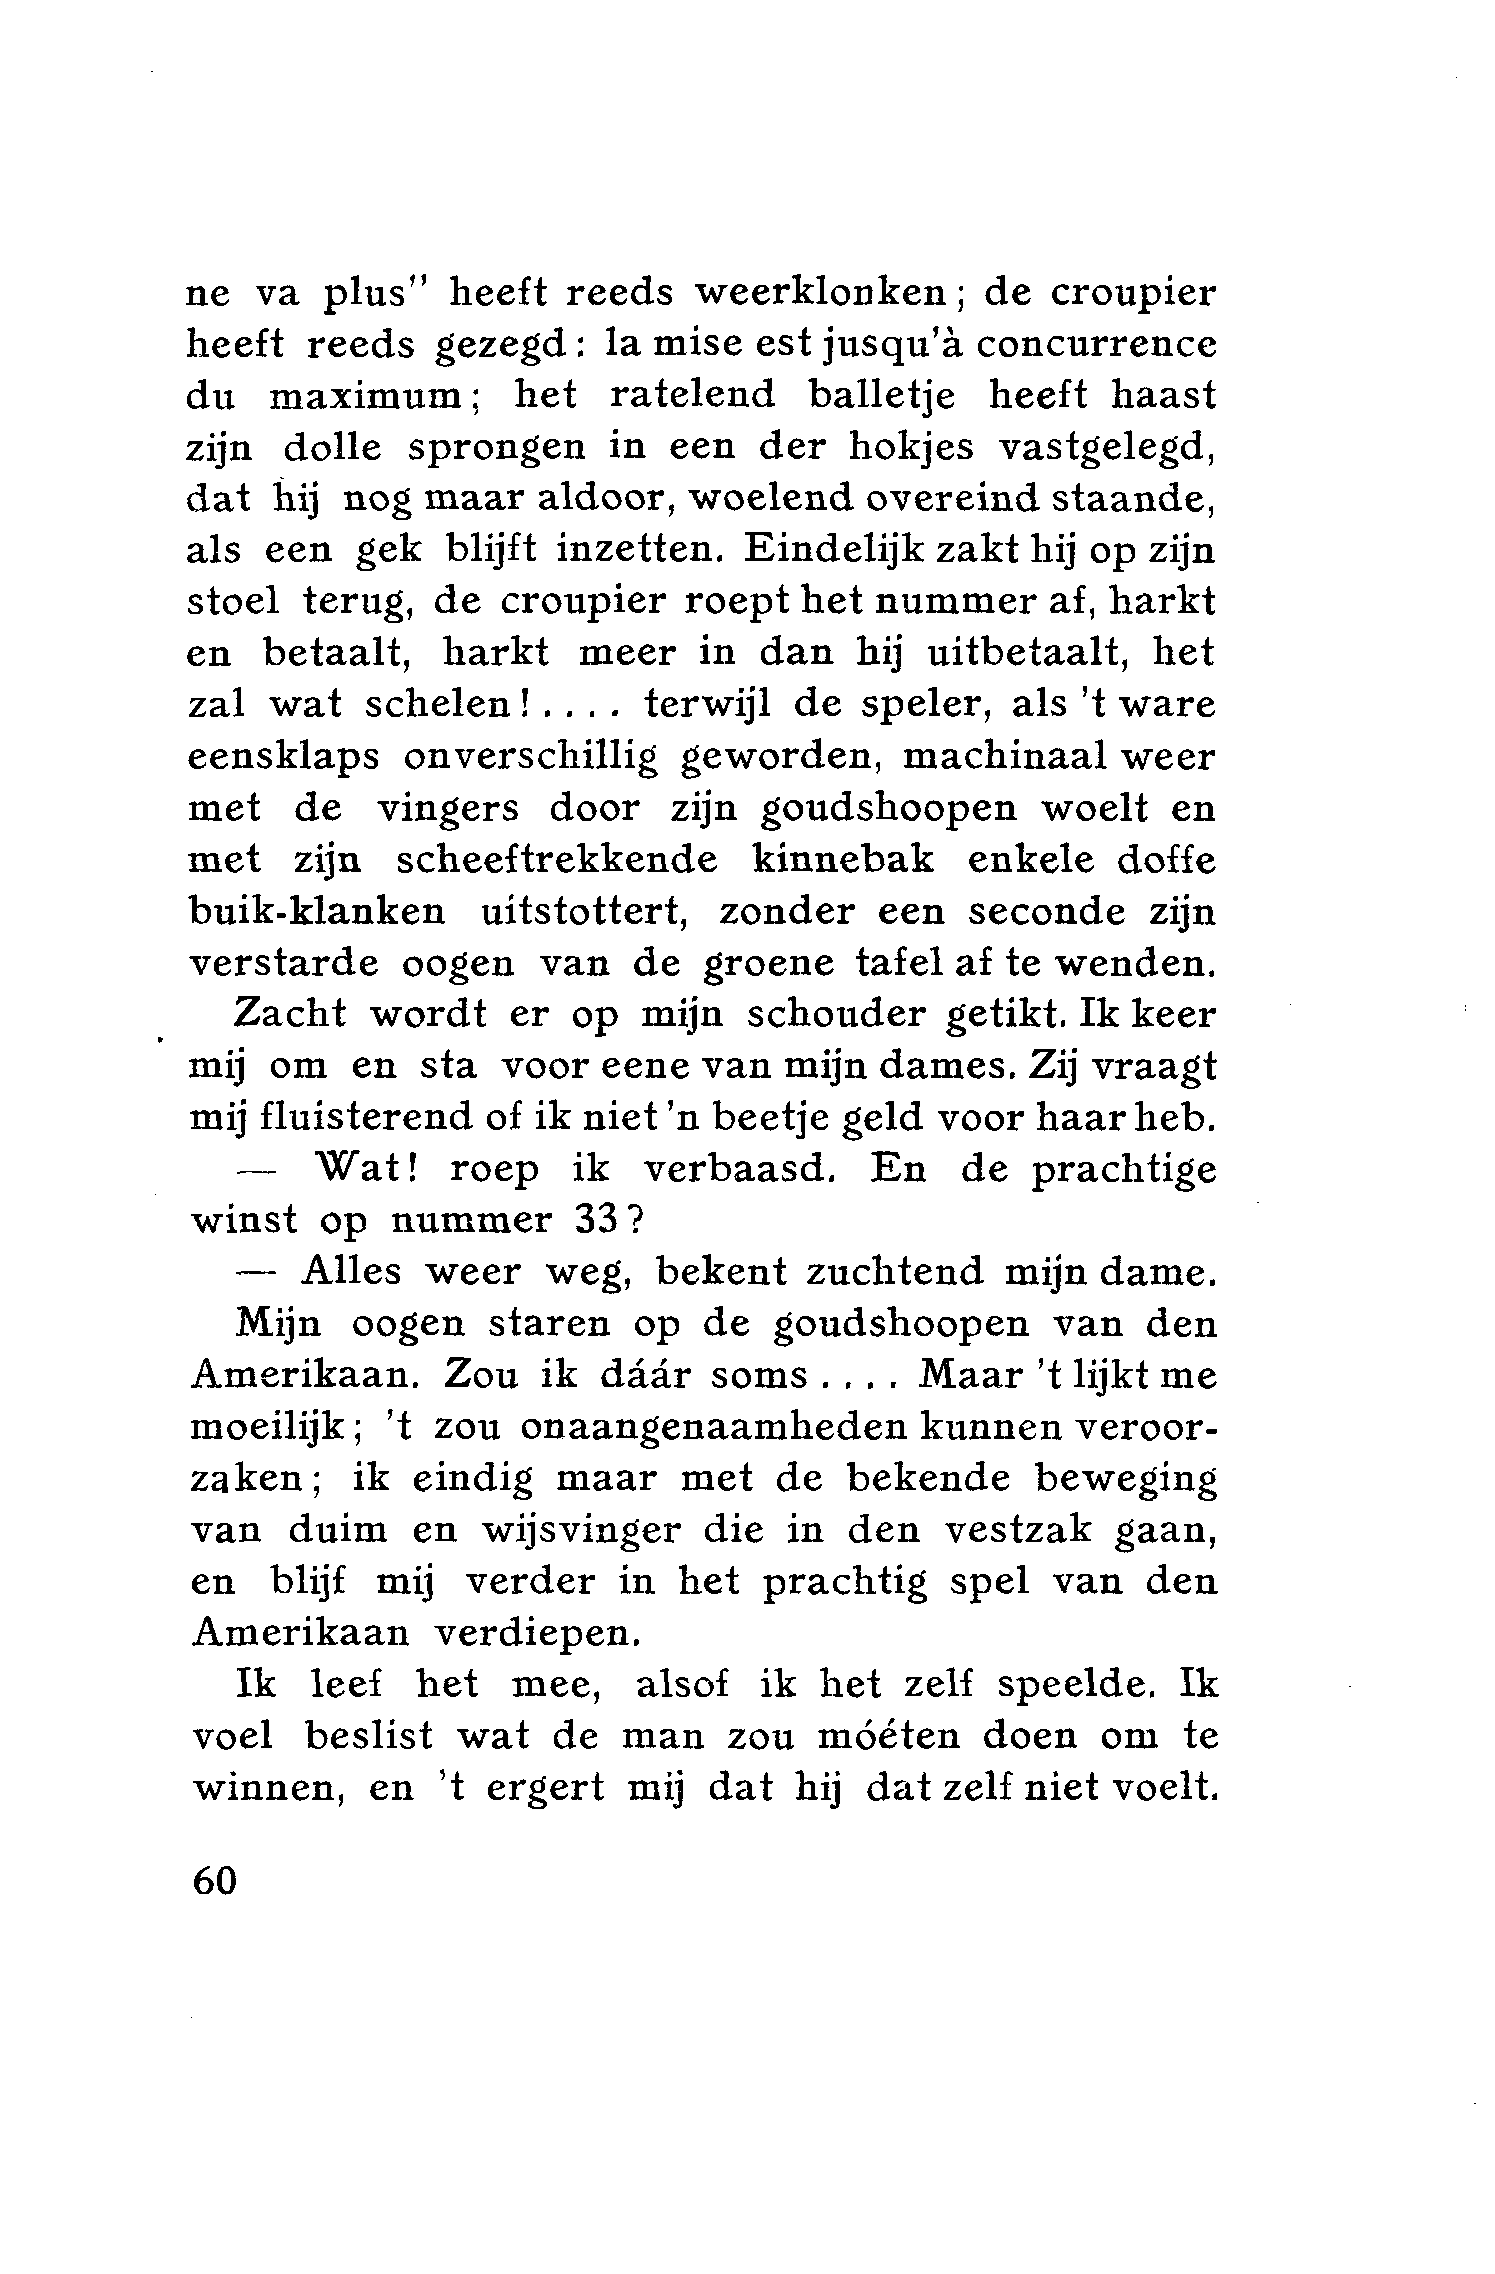 ne va plus" heeft reeds weerklonken; de croupier
heeft reeds gezegd: la mise est jusqu'à concurrence
du maximum; het ratelend balletje heeft haast
zijn dolle sprongen in een der hokjes vastgelegd,
dat hij nog maar aldoor, woelend overeind staande,
als een gek blijft inzetten. Eindelijk zakt hij op zijn
stoel terug, de croupier roept het nummer af, harkt
en betaalt, harkt meer in dan hij uitbetaalt, het
zal wat schelen!.... terwijl de speler, als 't ware
eensklaps onverschillig geworden, machinaal weer
met de vingers door zijn goudshoopen woelt en
met zijn scheeftrekkende kinnebak enkele doffe
buik-klanken uitstottert, zonder een seconde zijn
verstarde oogen van de groene tafel af te wenden.
Zacht wordt er op mijn schouder getikt. Ik keer
mij om en sta voor eene van mijn dames. Zij vraagt
mij fluisterend of ik niet 'n beetje geld voor haar heb.
— Wat! roep ik verbaasd. En de prachtige
winst op nummer 33?
— Alles weer weg, bekent zuchtend mijn dame.
Mijn oogen staren op de goudshoopen van den
Amerikaan. Zou ik dáár soms.... Maar 't lijkt me
moeilijk; 't zou onaangenaamheden kunnen veroor-
zaken; ik eindig maar met de bekende beweging
van duim en wijsvinger die in den vestzak gaan,
en blijf mij verder in het prachtig spel van den
Amerikaan verdiepen.
Ik leef het mee, alsof ik het zelf speelde. Ik
voel beslist wat de man zou móéten doen om te
winnen, en 't ergert mij dat hij dat zelf niet voelt.
60